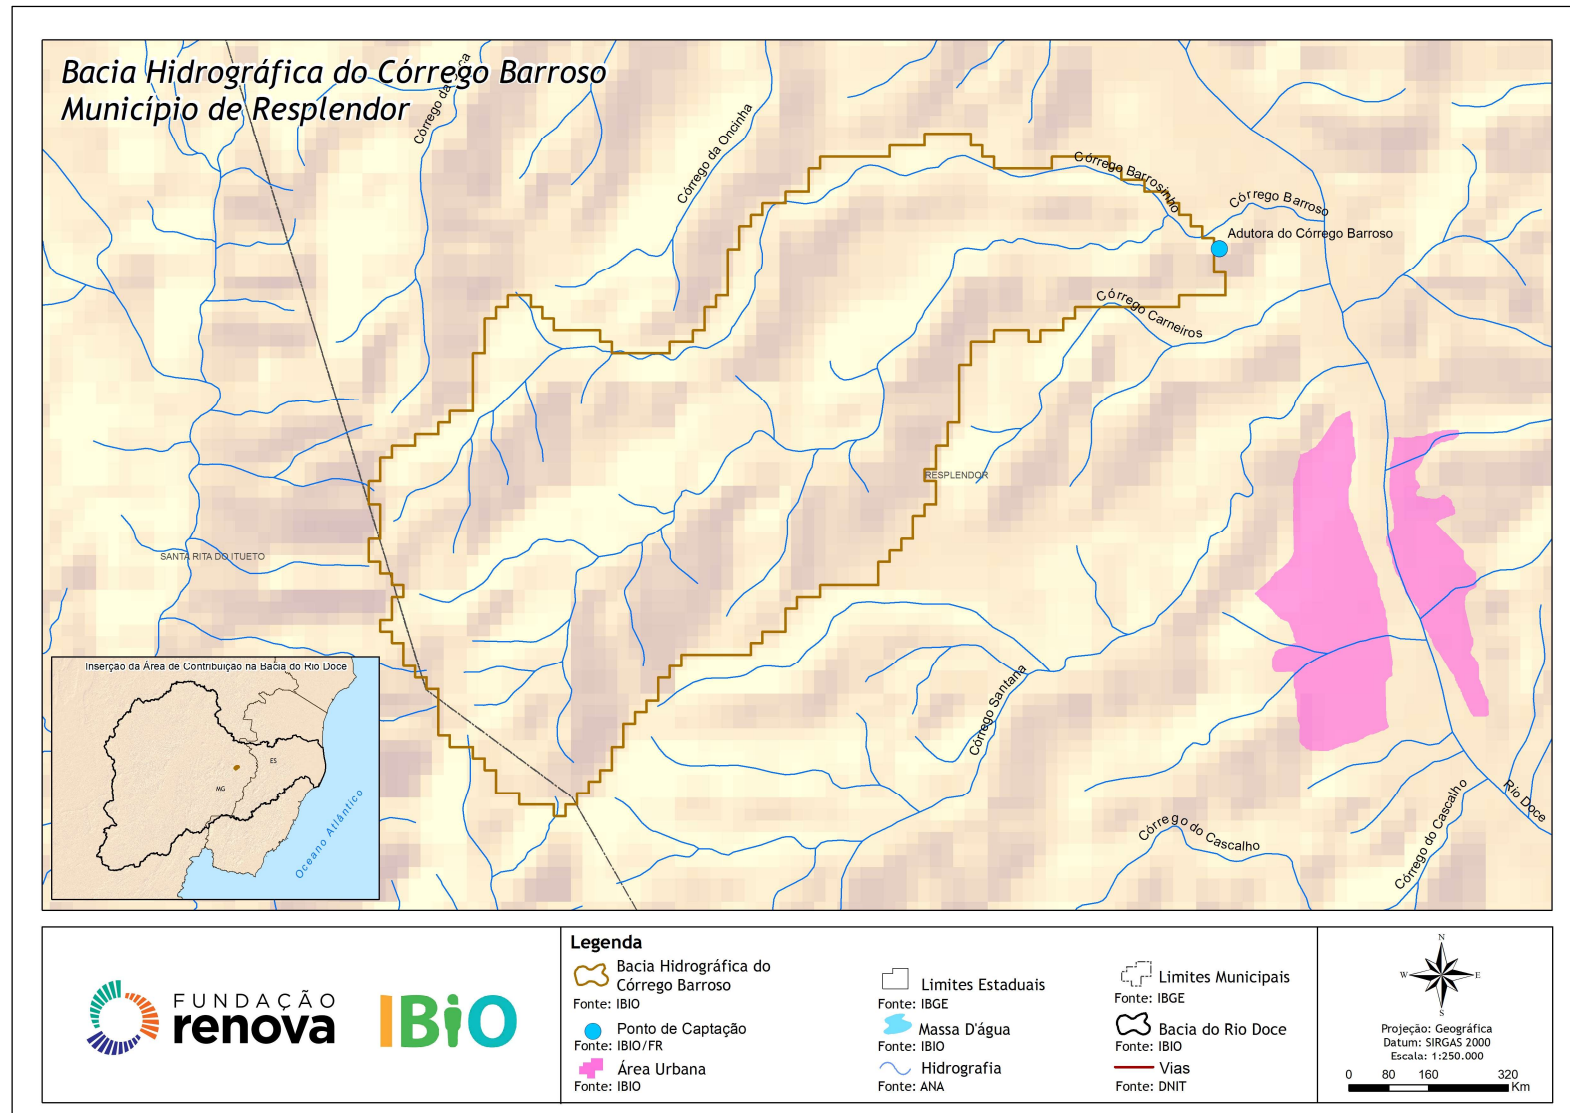 Bacia Hidrográfica do Córrego Barroso
Município de Resplendor
Córrego da Oncinha
Córrego Barrosinho
Córrego Barroso
Adutora do Córrego Barroso
Córrego Carneiros
RESPLENDOR
SANTA RITA DO ITUETO
Córrego Santana
Córrego do Cascalho
Córrego do Cascalho
Rio Doce
Inserção da Área de Contribuição na Bacia do Rio Doce
ES
MG
Oceano Atlântico
FUNDAÇÃO
renova
IBiO
Legenda
Bacia Hidrográfica do
Córrego Barroso
Fonte: IBIO
Ponto de Captação
Fonte: IBIO/FR
Área Urbana
Fonte: IBIO
Limites Estaduais
Fonte: IBGE
Massa D'água
Fonte: IBIO
Hidrografia
Fonte: ANA
Limites Municipais
Fonte: IBGE
Bacia do Rio Doce
Fonte: IBIO
Vias
Fonte: DNIT
N
W
E
S
Projeção: Geográfica
Datum: SIRGAS 2000
Escala: 1:250.000
0 80 160 320
Km